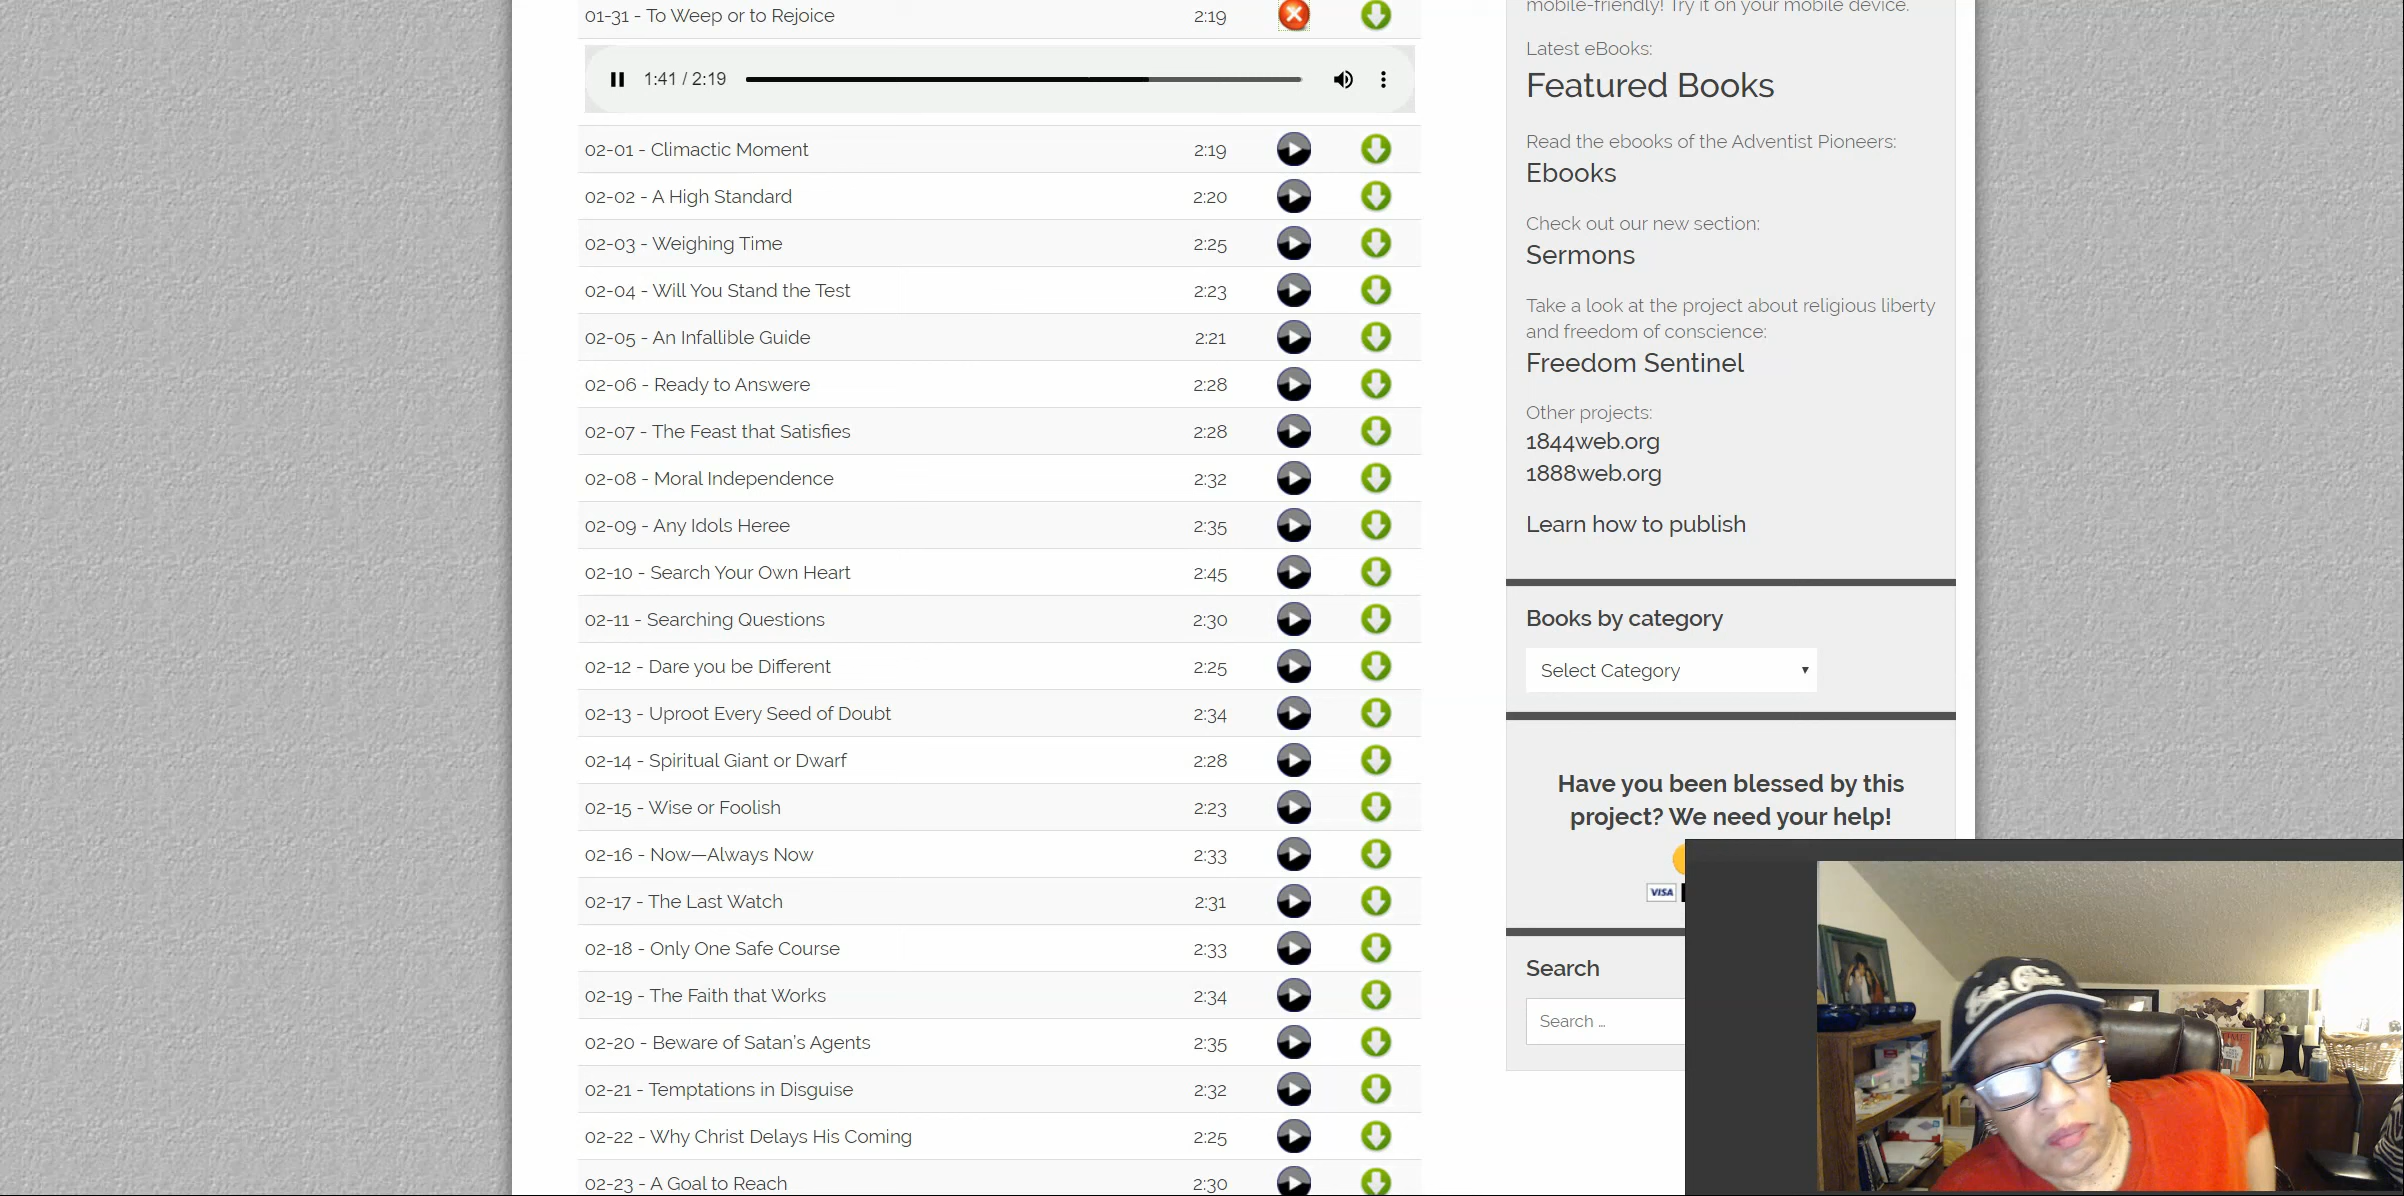 01-31 - To Weep or to Rejoice 2:19
1:41 / 2:19
02-01 - Climactic Moment 2:19
02-02 - A High Standard 2:20
02-03 - Weighing Time 2:25
02-04 - Will You Stand the Test 2:23
02-05 - An Infallible Guide 2:21
02-06 - Ready to Answere 2:28
02-07 - The Feast that Satisfies 2:28
02-08 - Moral Independence 2:32
02-09 - Any Idols Heree 2:35
02-10 - Search Your Own Heart 2:45
02-11 - Searching Questions 2:30
02-12 - Dare you be Different 2:25
02-13 - Uproot Every Seed of Doubt 2:34
02-14 - Spiritual Giant or Dwarf 2:28
02-15 - Wise or Foolish 2:23
02-16 - Now—Always Now 2:33
02-17 - The Last Watch 2:31
02-18 - Only One Safe Course 2:33
02-19 - The Faith that Works 2:34
02-20 - Beware of Satan's Agents 2:35
02-21 - Temptations in Disguise 2:32
02-22 - Why Christ Delays His Coming 2:25
02-23 - A Goal to Reach 2:30
mobile-friendly! Try it on your mobile device.
Latest eBooks:
Featured Books
Read the ebooks of the Adventist Pioneers:
Ebooks
Check out our new section:
Sermons
Take a look at the project about religious liberty
and freedom of conscience:
Freedom Sentinel
Other projects:
1844web.org
1888web.org
Learn how to publish
Books by category
Select Category
Have you been blessed by this
project? We need your help!
VISA
Search
Search ...